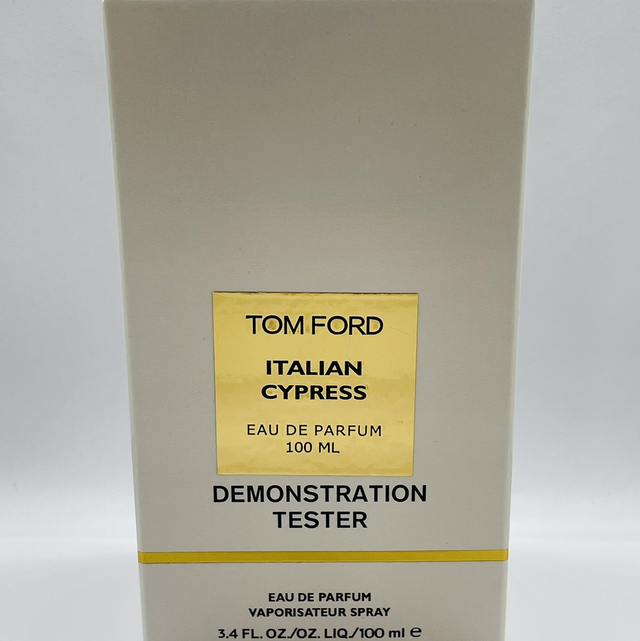 TOM FORD
ITALIAN
CYPRESS
EAU DE PARFUM
100 ML
DEMONSTRATION
TESTER
EAU DE PARFUM
VAPORISATEUR SPRAY
3.4 FL. OZ./OZ. LIQ./100 ml ℮